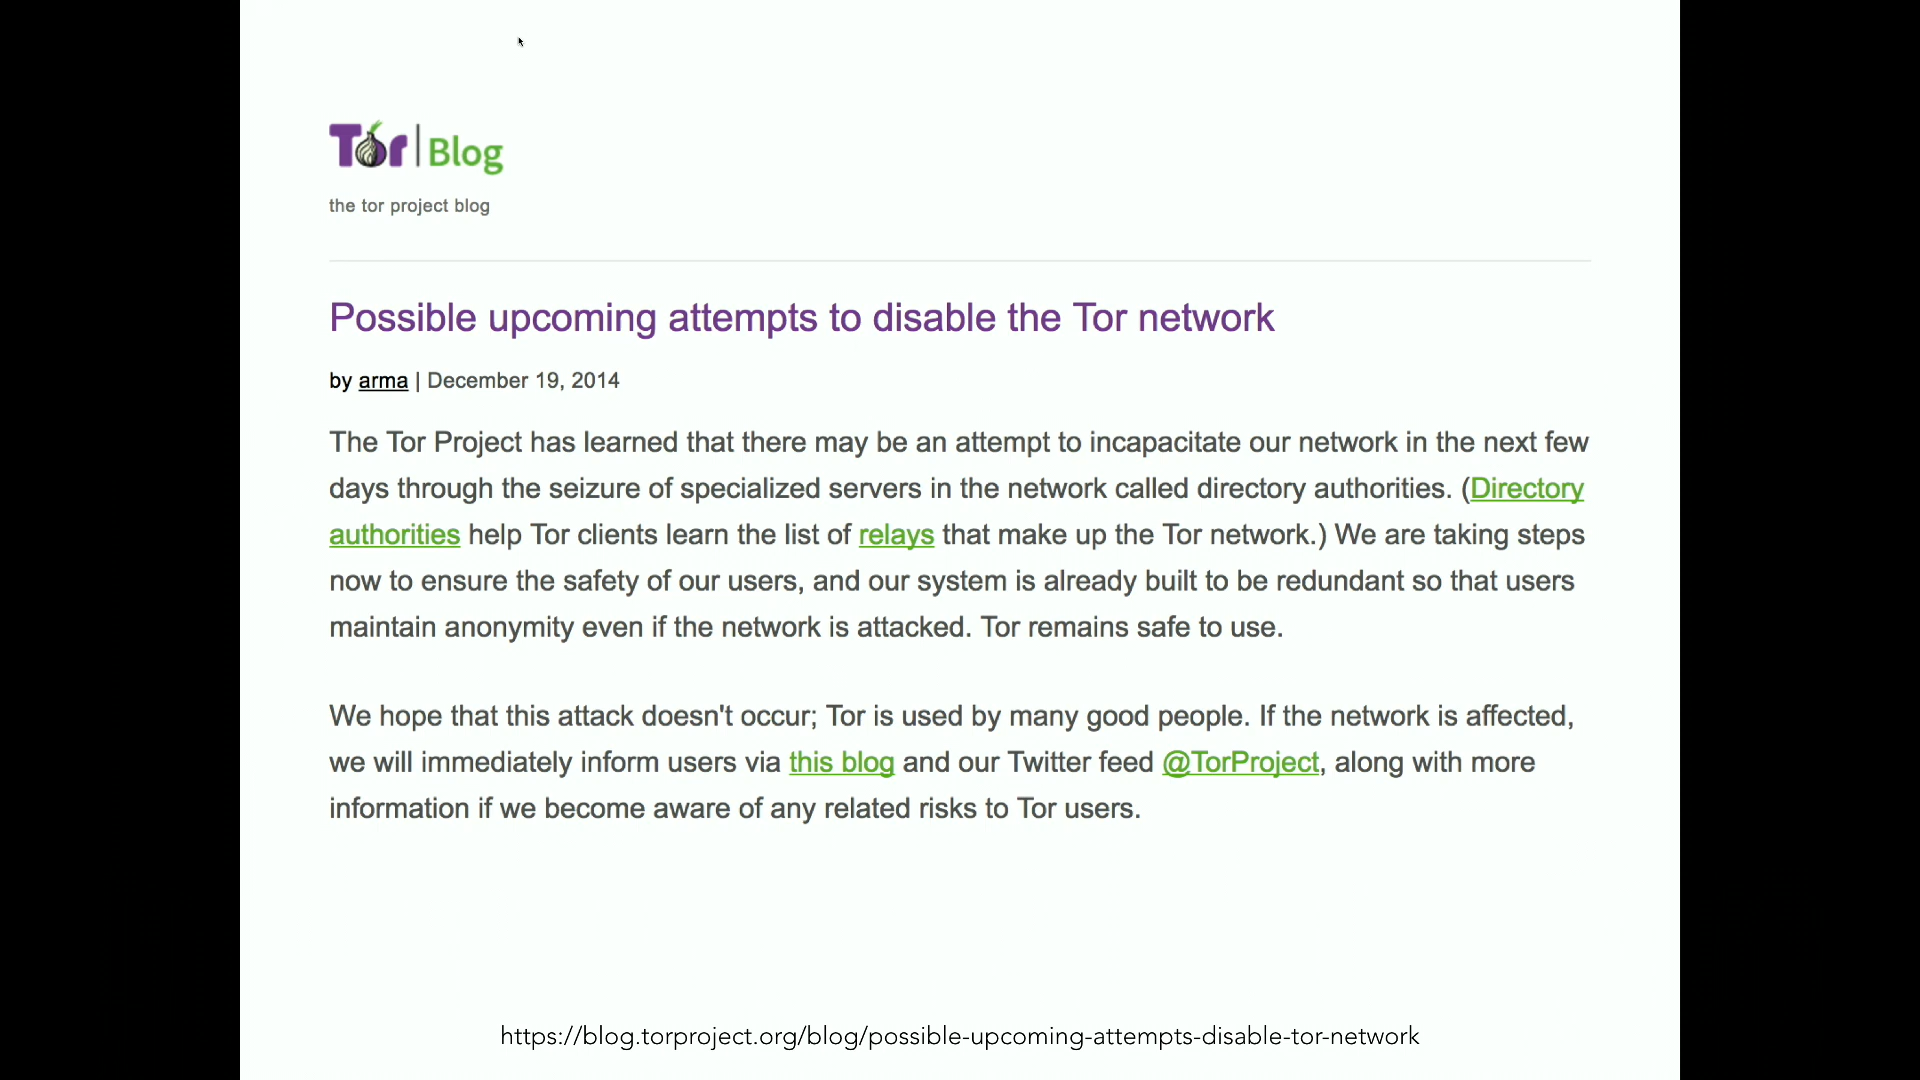 Tor | Blog
the tor project blog
Possible upcoming attempts to disable the Tor network
by arma | December 19, 2014
The Tor Project has learned that there may be an attempt to incapacitate our network in the next few
days through the seizure of specialized servers in the network called directory authorities. (Directory
authorities help Tor clients learn the list of relays that make up the Tor network.) We are taking steps
now to ensure the safety of our users, and our system is already built to be redundant so that users
maintain anonymity even if the network is attacked. Tor remains safe to use.
We hope that this attack doesn't occur; Tor is used by many good people. If the network is affected,
we will immediately inform users via this blog and our Twitter feed @TorProject, along with more
information if we become aware of any related risks to Tor users.
https://blog.torproject.org/blog/possible-upcoming-attempts-disable-tor-network